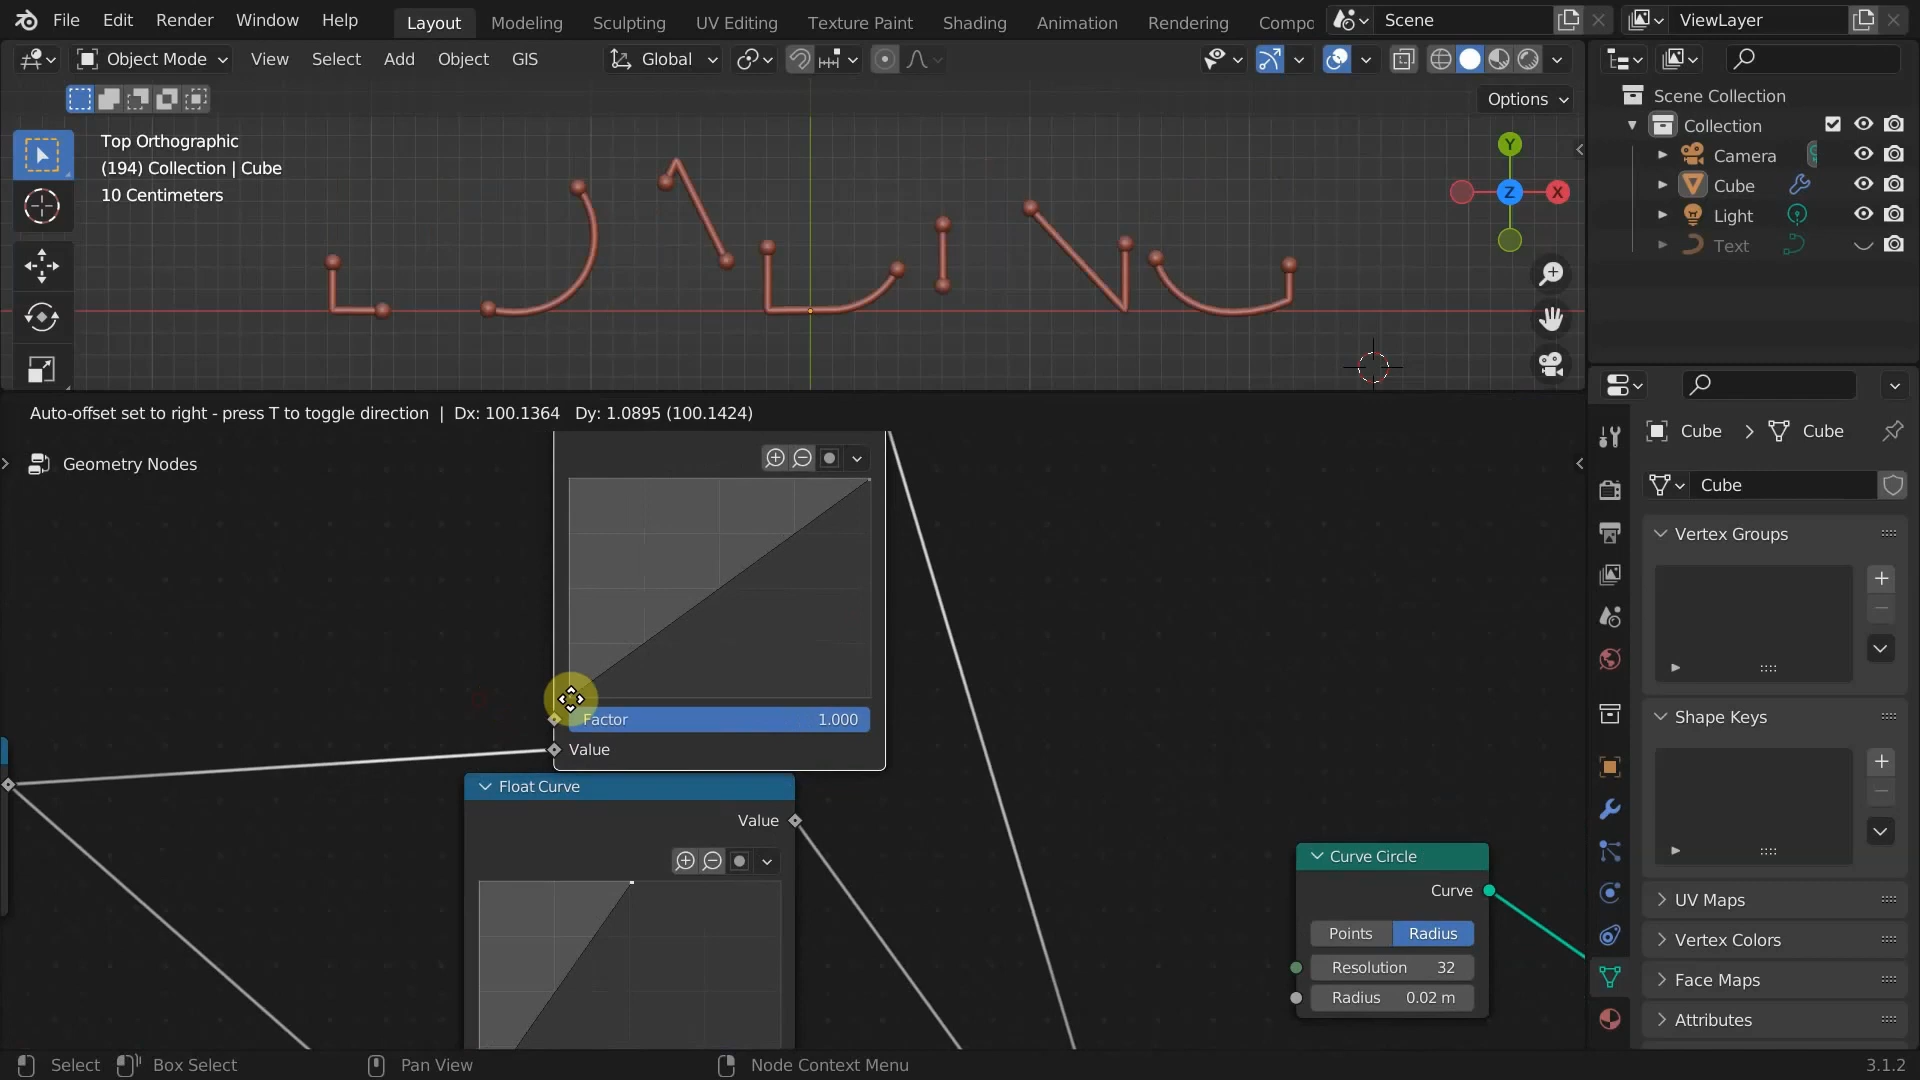 File Edit Render Window Help Layout Modeling Sculpting UV Editing Texture Paint Shading Animation Rendering Compo Scene ViewLayer
Object Mode View Select Add Object GIS Global
Options
Top Orthographic
(194) Collection | Cube
10 Centimeters
Y
Z
X
Scene Collection
Collection
Camera
Cube
Light
Text
Auto-offset set to right - press T to toggle direction | Dx: 100.1364 Dy: 1.0895 (100.1424)
Geometry Nodes
Factor 1.000
Value
Float Curve
Value
Curve Circle
Curve
Points Radius
Resolution 32
Radius 0.02 m
Cube > Cube
Cube
Vertex Groups
Shape Keys
UV Maps
Vertex Colors
Face Maps
Attributes
Select Box Select Pan View Node Context Menu 3.1.2